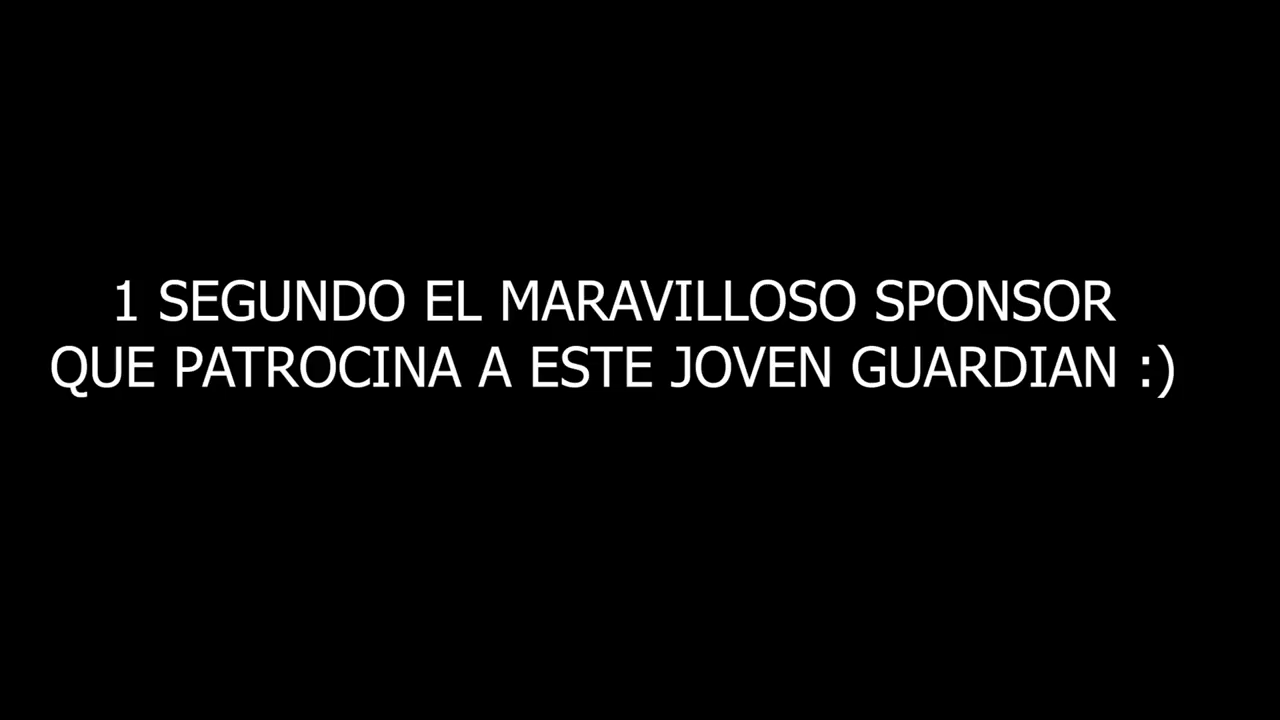 1 SEGUNDO EL MARAVILLOSO SPONSOR
QUE PATROCINA A ESTE JOVEN GUARDIAN :)